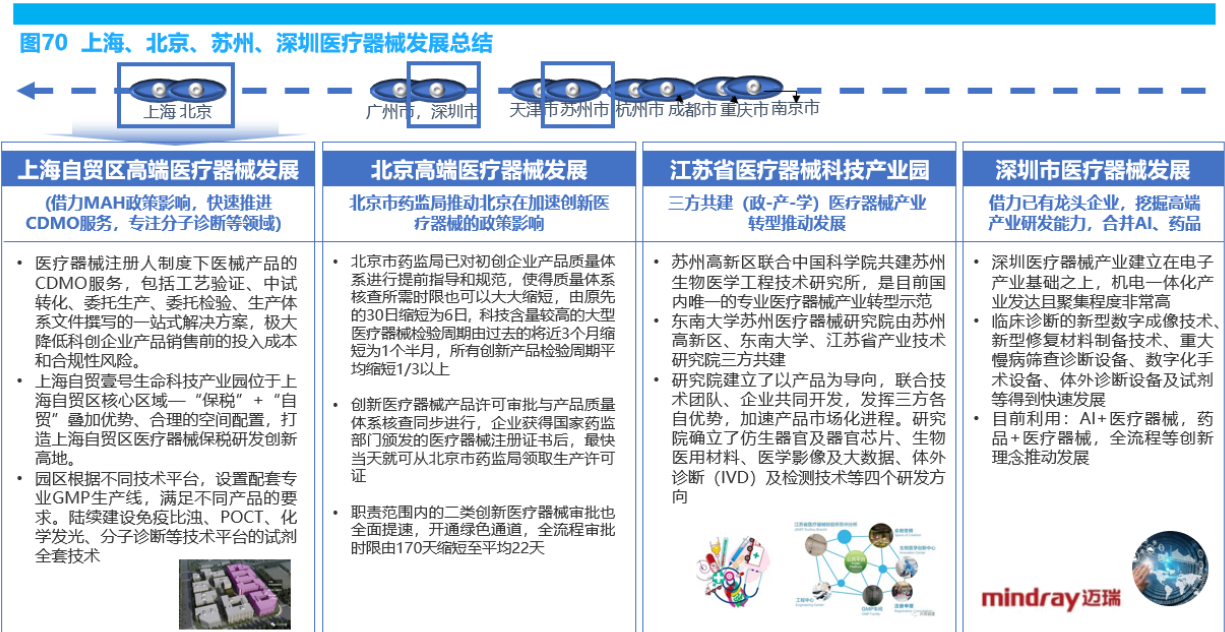 图70 上海、北京、苏州、深圳医疗器械发展总结
上海 北京
广州市，深圳市
天津市 苏州市 杭州市 成都市 重庆市 南京市
上海自贸区高端医疗器械发展
(借力MAH政策影响，快速推进
CDMO服务，专注分子诊断等领域)
• 医疗器械注册人制度下医械产品的
CDMO服务，包括工艺验证、中试
转化、委托生产、委托检验、生产体
系文件撰写的一站式解决方案，极大
降低科创企业产品销售前的投入成本
和合规性风险。
• 上海自贸壹号生命科技产业园位于上
海自贸区核心区域—“保税”+“自
贸”叠加优势、合理的空间配置，打
造上海自贸区医疗器械保税研发创新
高地。
• 园区根据不同技术平台，设置配套专
业GMP生产线，满足不同产品的要
求。陆续建设免疫比浊、POCT、化
学发光、分子诊断等技术平台的试剂
全套技术
北京高端医疗器械发展
北京市药监局推动北京在加速创新医
疗器械的政策影响
• 北京市药监局已对初创企业产品质量体
系进行提前指导和规范，使得质量体系
核查所需时限也可以大大缩短，由原先
的30日缩短为6日，科技含量较高的大型
医疗器械检验周期由过去的将近3个月缩
短为1个半月，所有创新产品检验周期平
均缩短1/3以上
• 创新医疗器械产品许可审批与产品质量
体系核查同步进行，企业获得国家药监
部门颁发的医疗器械注册证书后，最快
当天就可从北京市药监局领取生产许可
证
• 职责范围内的二类创新医疗器械审批也
全面提速，开通绿色通道，全流程审批
时限由170天缩短至平均22天
江苏省医疗器械科技产业园
三方共建（政-产-学）医疗器械产业
转型推动发展
• 苏州高新区联合中国科学院共建苏州
生物医学工程技术研究所，是目前国
内唯一的专业医疗器械产业转型示范
• 东南大学苏州医疗器械研究院由苏州
高新区、东南大学、江苏省产业技术
研究院三方共建
• 研究院建立了以产品为导向，联合技
术团队、企业共同开发，发挥三方各
自优势，加速产品市场化进程。研究
院确立了仿生器官及器官芯片、生物
医用材料、医学影像及大数据、体外
诊断（IVD）及检测技术等四个研发方
向
深圳市医疗器械发展
借力已有龙头企业，挖掘高端
产业研发能力，合并AI、药品
• 深圳医疗器械产业建立在电子
产业基础之上，机电一体化产
业发达且聚集程度非常高
• 临床诊断的新型数字成像技术、
新型修复材料制备技术、重大
慢病筛查诊断设备、数字化手
术设备、体外诊断设备及试剂
等得到快速发展
• 目前利用：AI+医疗器械，药
品+医疗器械，全流程等创新
理念推动发展
mindray迈瑞